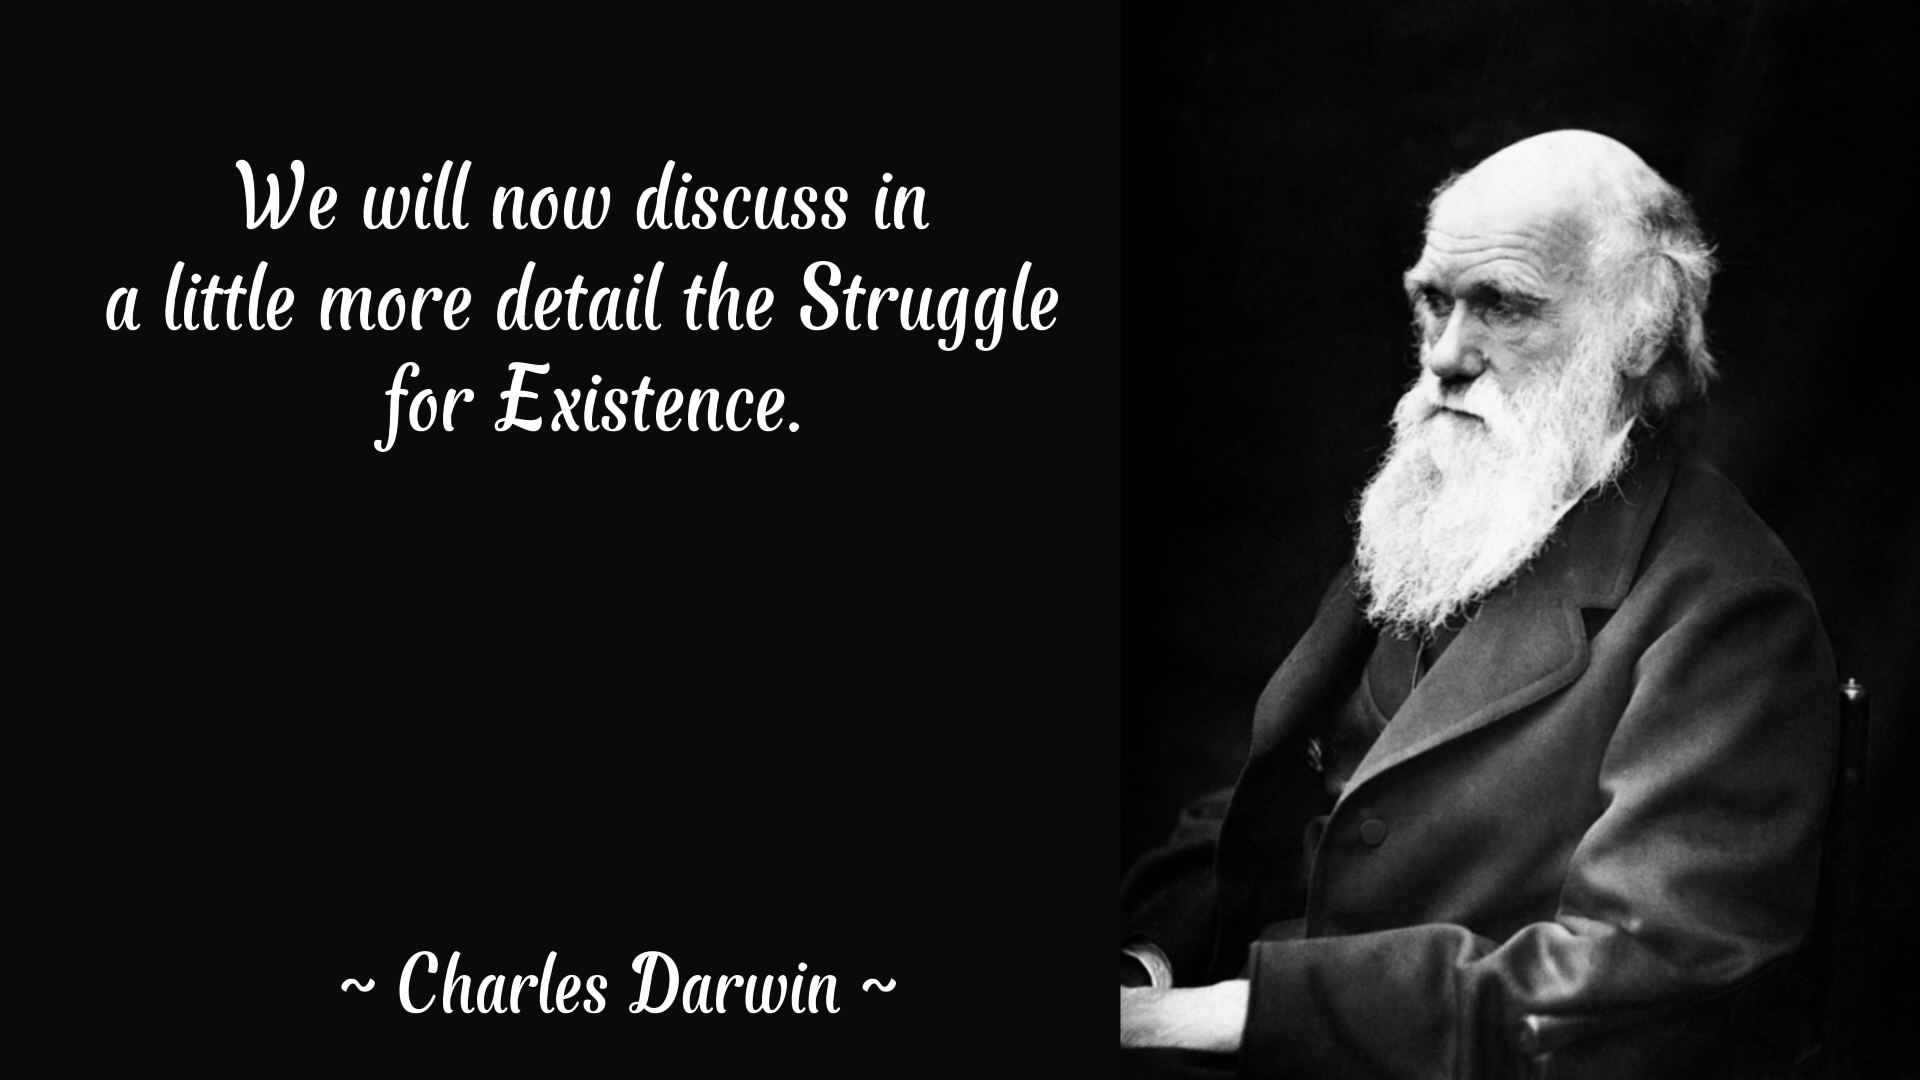 We will now discuss in
a little more detail the Struggle
for Existence.
~ Charles Darwin ~